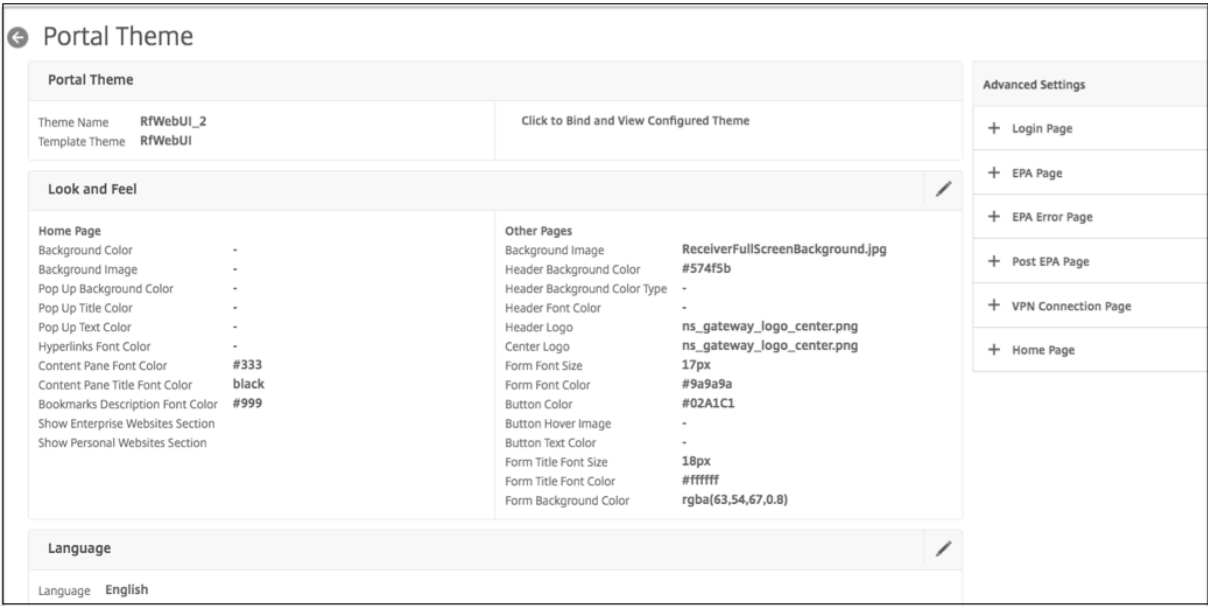 Portal Theme
Portal Theme
Theme Name RfWebUI_2
Template Theme RfWebUI
Click to Bind and View Configured Theme
Look and Feel
Home Page
Background Color -
Background Image -
Pop Up Background Color -
Pop Up Title Color -
Pop Up Text Color -
Hyperlinks Font Color -
Content Pane Font Color #333
Content Pane Title Font Color black
Bookmarks Description Font Color #999
Show Enterprise Websites Section
Show Personal Websites Section
Other Pages
Background Image ReceiverFullScreenBackground.jpg
Header Background Color #574f5b
Header Background Color Type -
Header Font Color -
Header Logo ns_gateway_logo_center.png
Center Logo ns_gateway_logo_center.png
Form Font Size 17px
Form Font Color #9a9a9a
Button Color #02A1C1
Button Hover Image -
Button Text Color -
Form Title Font Size 18px
Form Title Font Color #ffffff
Form Background Color rgba(63,54,67,0.8)
Language
Language English
Advanced Settings
+ Login Page
+ EPA Page
+ EPA Error Page
+ Post EPA Page
+ VPN Connection Page
+ Home Page